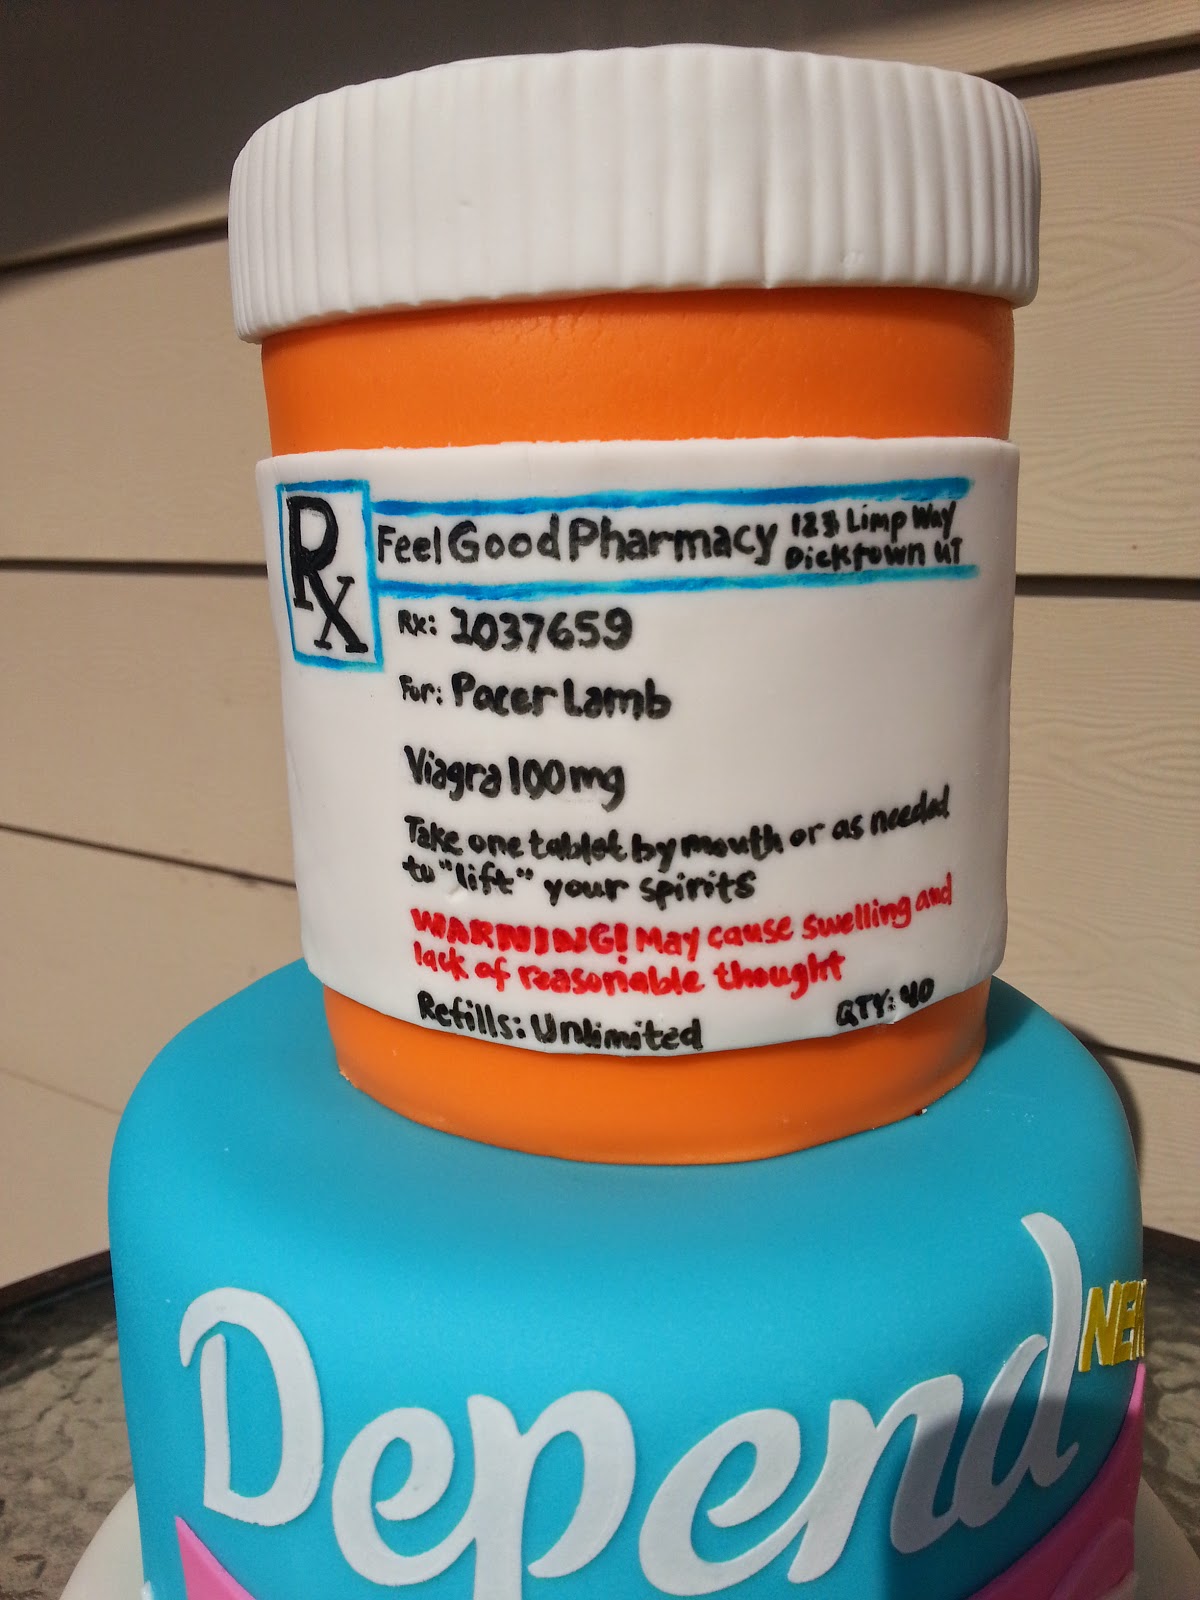 Rx
Feel Good Pharmacy
123 Limp Way
Dicktown UT
Rx: 1037659
For: Pacer Lamb
Viagra 100mg
Take one tablet by mouth or as needed
to "lift" your spirits
WARNING! May cause swelling and
lack of reasonable thought
Refills: Unlimited QTY: 40
Depend